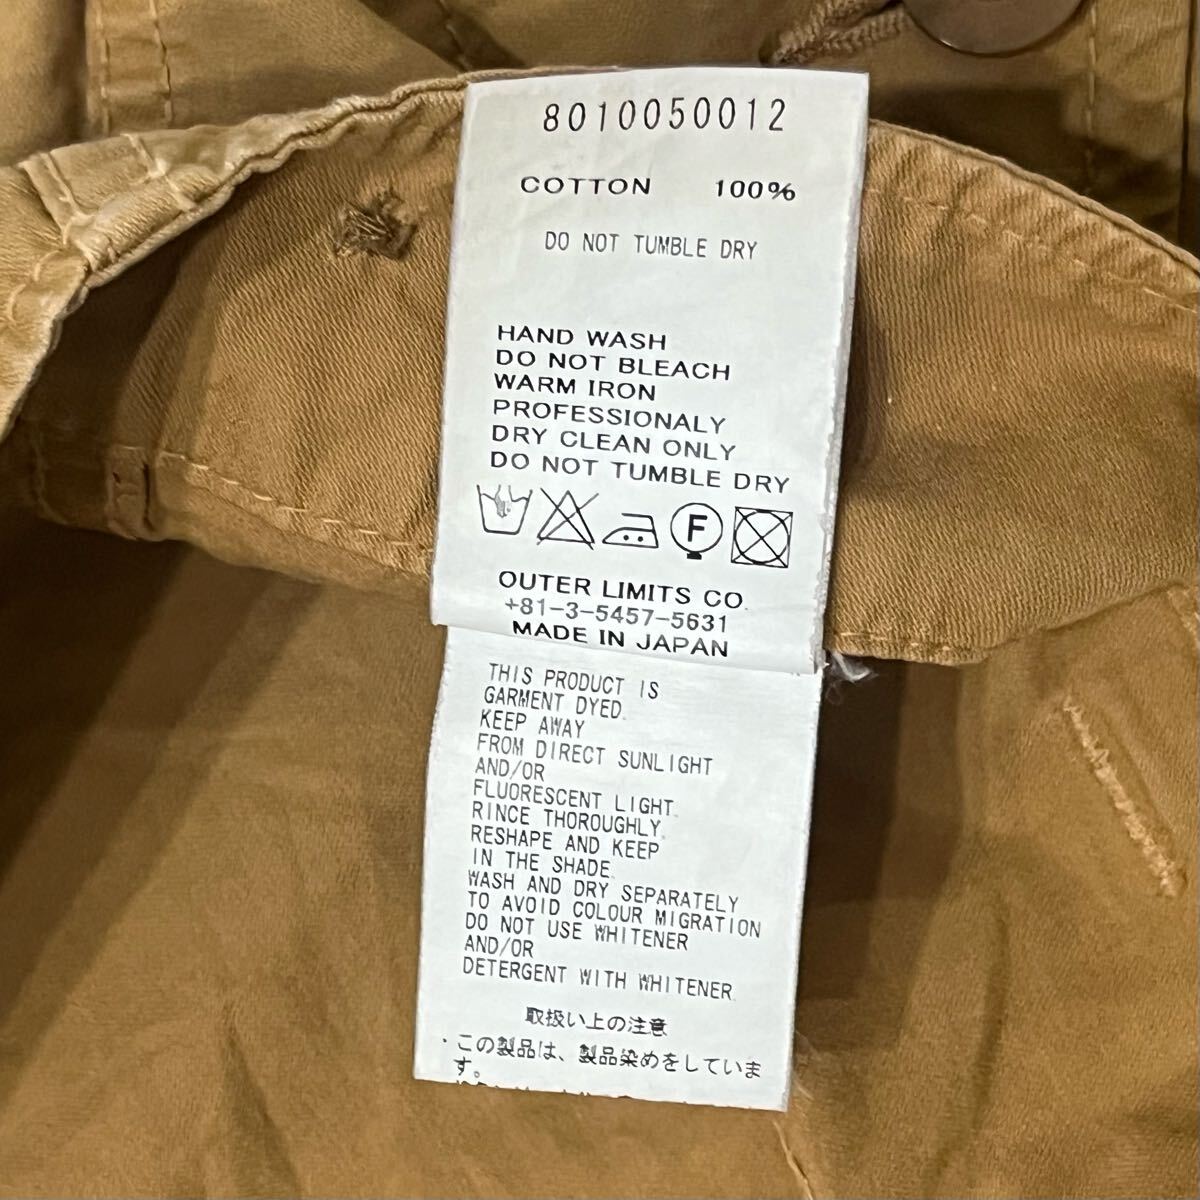 8010050012
COTTON 100%
DO NOT TUMBLE DRY
HAND WASH
DO NOT BLEACH
WARM IRON
PROFESSIONALY
DRY CLEAN ONLY
DO NOT TUMBLE DRY
F
OUTER LIMITS CO.
+81-3-5457-5631
MADE IN JAPAN
THIS PRODUCT IS
GARMENT DYED.
KEEP AWAY
FROM DIRECT SUNLIGHT
AND/OR
FLUORESCENT LIGHT.
RINCE THOROUGHLY.
RESHAPE AND KEEP
IN THE SHADE.
WASH AND DRY SEPARATELY
TO AVOID COLOUR MIGRATION
DO NOT USE WHITENER
AND/OR
DETERGENT WITH WHITENER.
取扱い上の注意
・この製品は、製品染めをしていま
す。